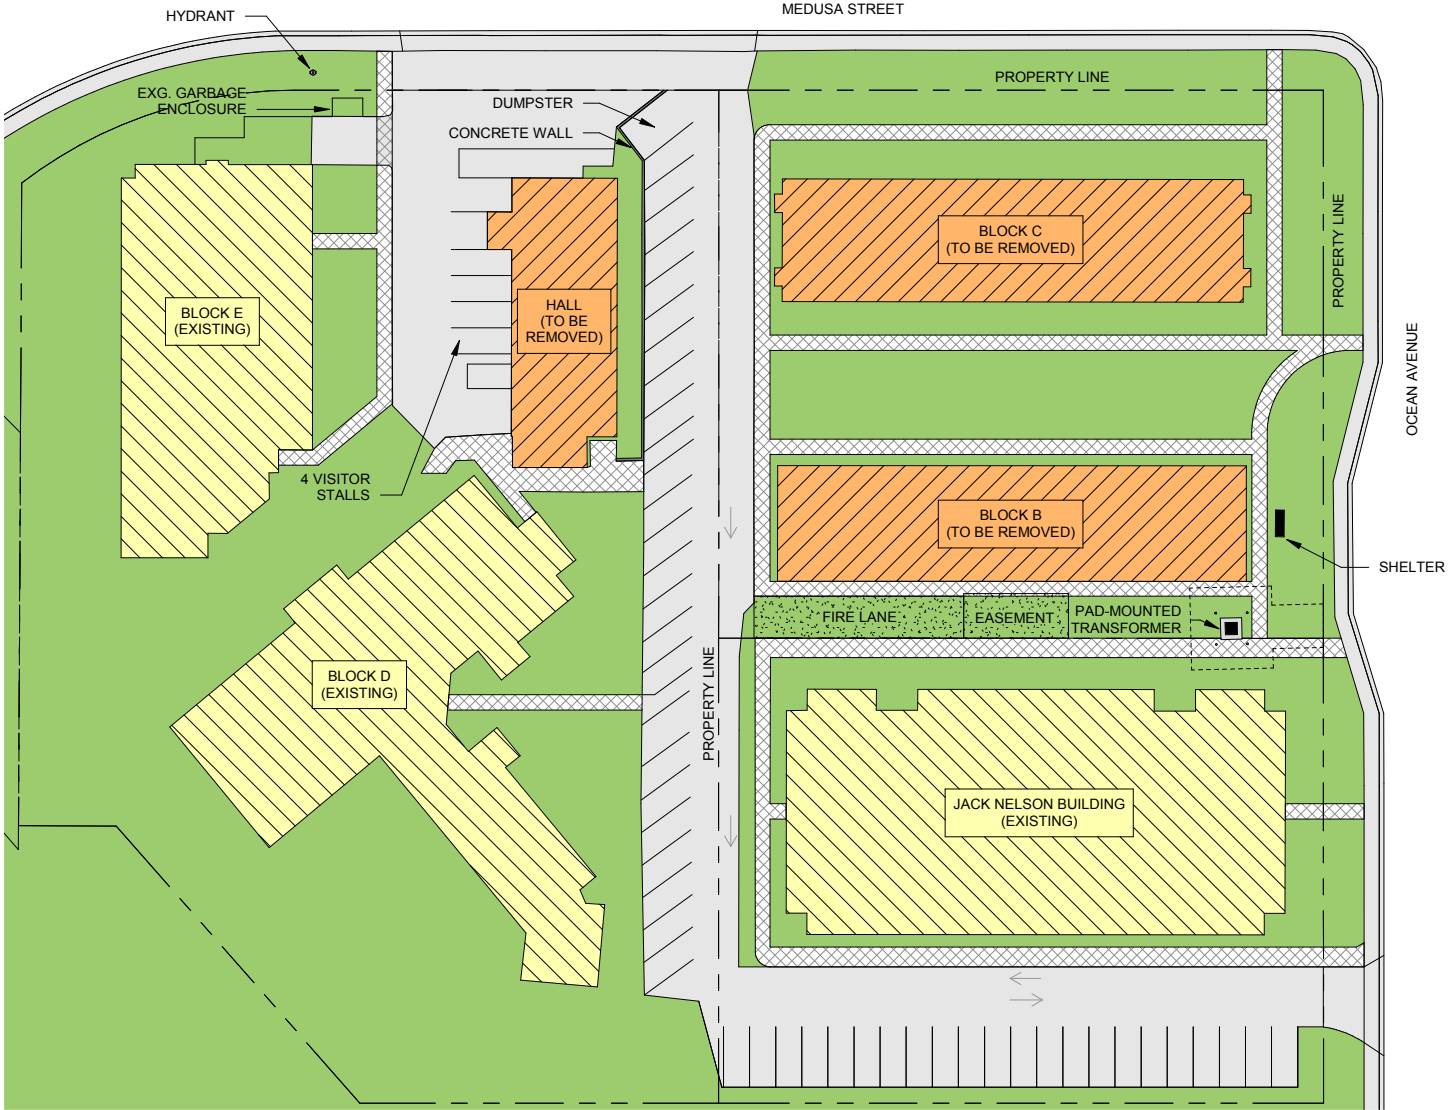 MEDUSA STREET
HYDRANT
PROPERTY LINE
EXG. GARBAGE
ENCLOSURE
DUMPSTER
CONCRETE WALL
BLOCK C
(TO BE REMOVED)
PROPERTY LINE
BLOCK E
(EXISTING)
HALL
(TO BE
REMOVED)
OCEAN AVENUE
4 VISITOR
STALLS
BLOCK B
(TO BE REMOVED)
SHELTER
FIRE LANE
EASEMENT
PAD-MOUNTED
TRANSFORMER
BLOCK D
(EXISTING)
PROPERTY LINE
JACK NELSON BUILDING
(EXISTING)